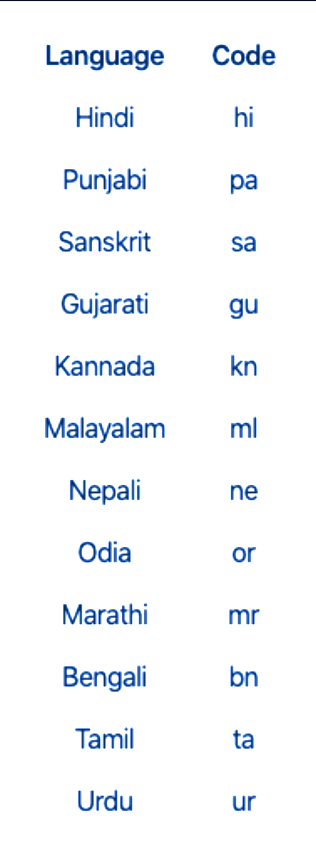 Language Code
Hindi hi
Punjabi pa
Sanskrit sa
Gujarati gu
Kannada kn
Malayalam ml
Nepali ne
Odia or
Marathi mr
Bengali bn
Tamil ta
Urdu ur